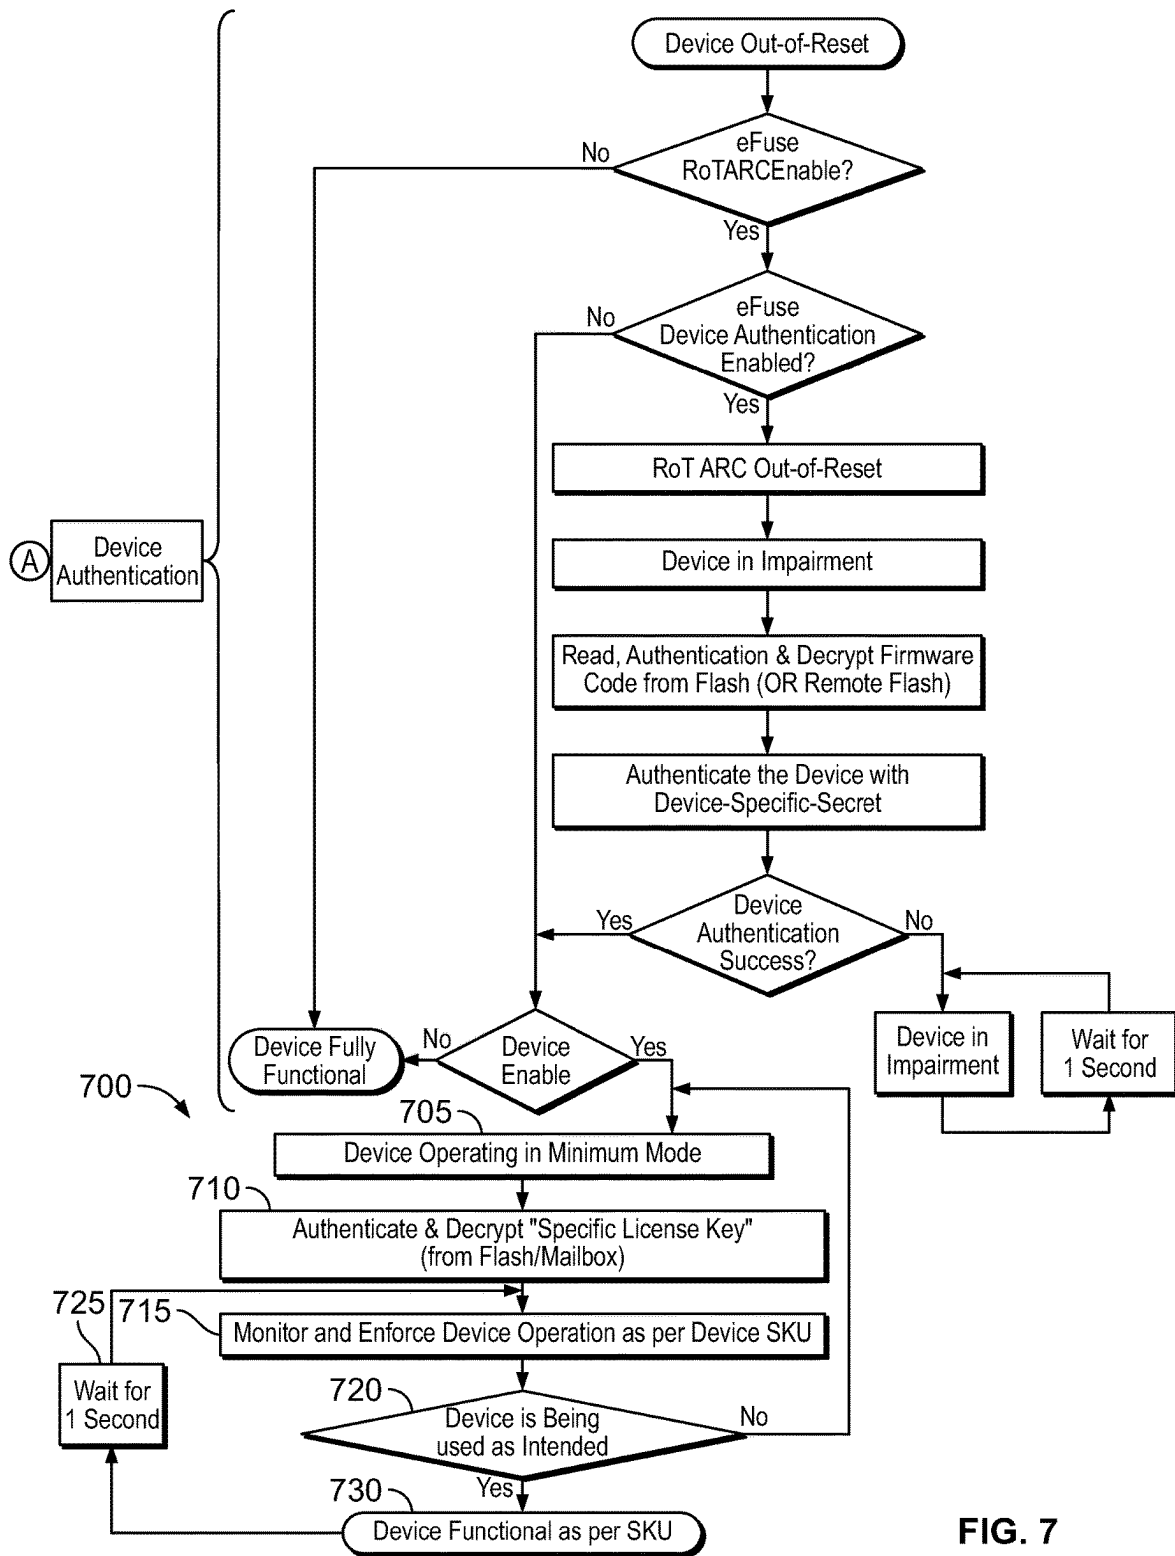 Device Out-of-Reset
eFuse
RoTARCEnable?
No
Yes
eFuse
Device Authentication
Enabled?
No
Yes
RoT ARC Out-of-Reset
A
Device
Authentication
Device in Impairment
Read, Authentication & Decrypt Firmware
Code from Flash (OR Remote Flash)
Authenticate the Device with
Device-Specific-Secret
Device
Authentication
Success?
Yes
No
Device in
Impairment
Wait for
1 Second
Device Fully
Functional
No
Device
Enable
Yes
700
705
Device Operating in Minimum Mode
710
Authenticate & Decrypt "Specific License Key"
(from Flash/Mailbox)
725
715
Monitor and Enforce Device Operation as per Device SKU
Wait for
1 Second
720
Device is Being
used as Intended
No
Yes
730
Device Functional as per SKU
FIG. 7